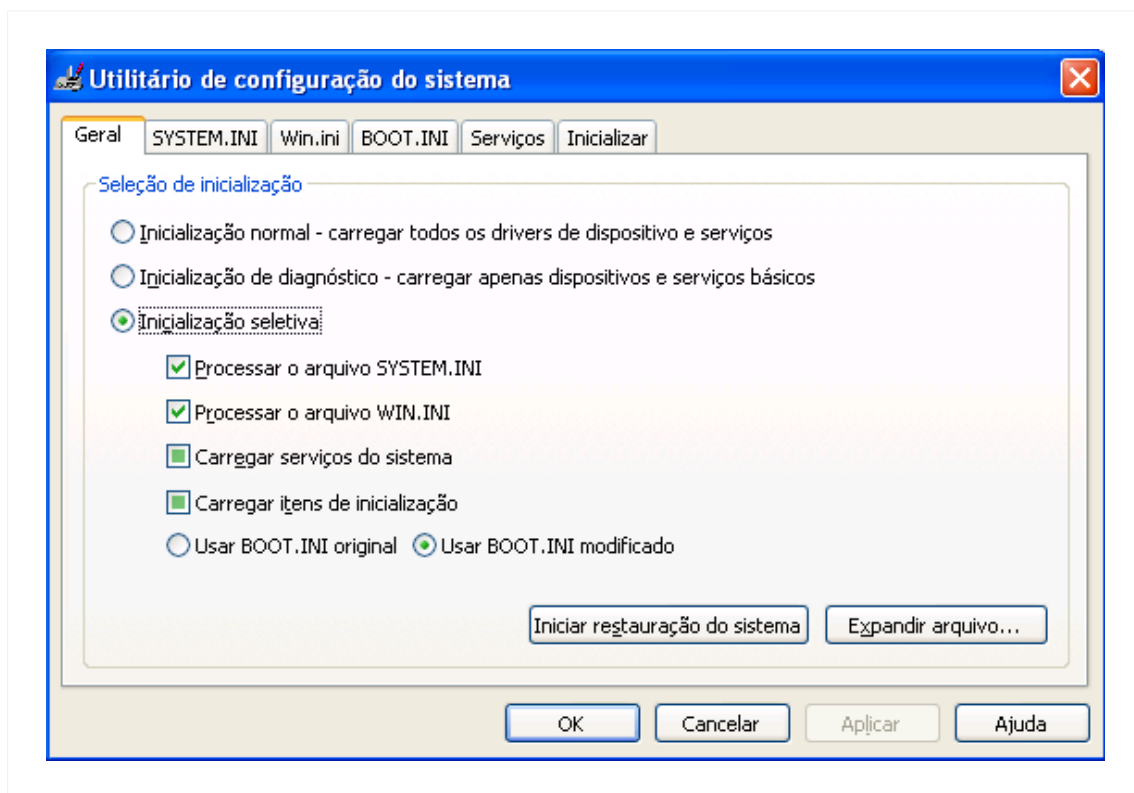 Utilitário de configuração do sistema
Geral SYSTEM.INI Win.ini BOOT.INI Serviços Inicializar
Seleção de inicialização
Inicialização normal - carregar todos os drivers de dispositivo e serviços
Inicialização de diagnóstico - carregar apenas dispositivos e serviços básicos
Inicialização seletiva
Processar o arquivo SYSTEM.INI
Processar o arquivo WIN.INI
Carregar serviços do sistema
Carregar itens de inicialização
Usar BOOT.INI original Usar BOOT.INI modificado
Iniciar restauração do sistema Expandir arquivo...
OK Cancelar Aplicar Ajuda